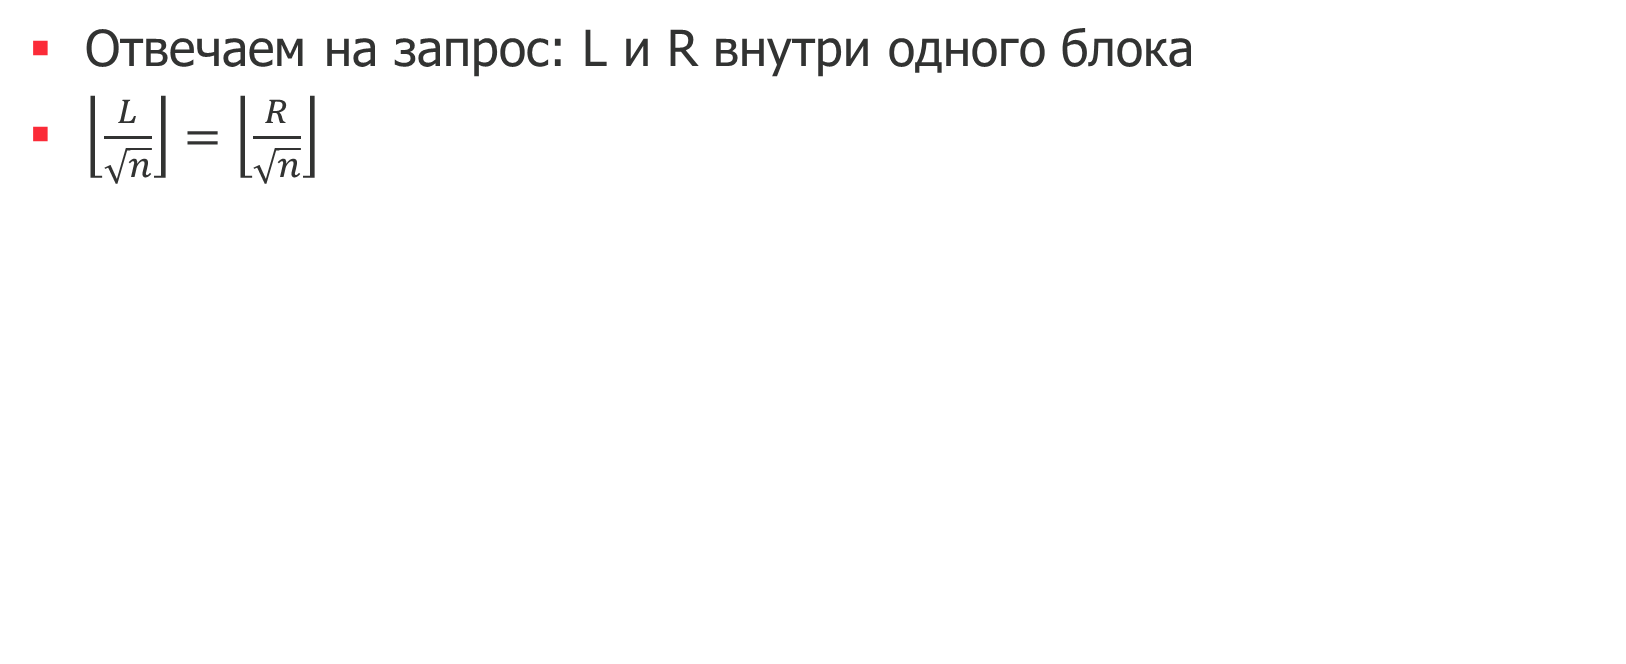 ▪ Отвечаем на запрос: L и R внутри одного блока
▪ ⌊L/√n⌋ = ⌊R/√n⌋